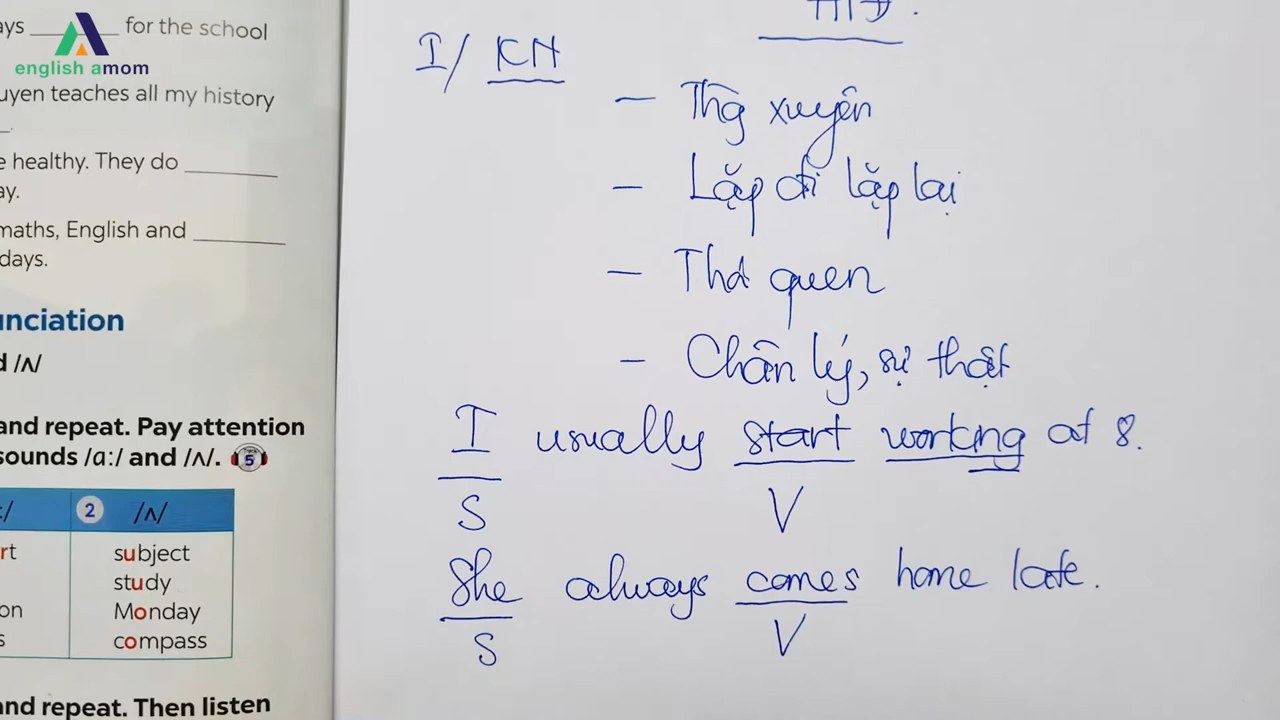 ays ________ for the school
english amom
uyen teaches all my history
e healthy. They do ________
ay.
maths, English and ________
days.
unciation
d /ʌ/
and repeat. Pay attention
sounds /ɑː/ and /ʌ/. 5
ː/ 2 /ʌ/
rt subject
study
on Monday
s compass
and repeat. Then listen
I/ KN
- Thg xuyên
- Lặp đi lặp lại
- Thói quen
- Chân lý, sự thật
I usually start working at 8.
S V
She always comes home late.
S V